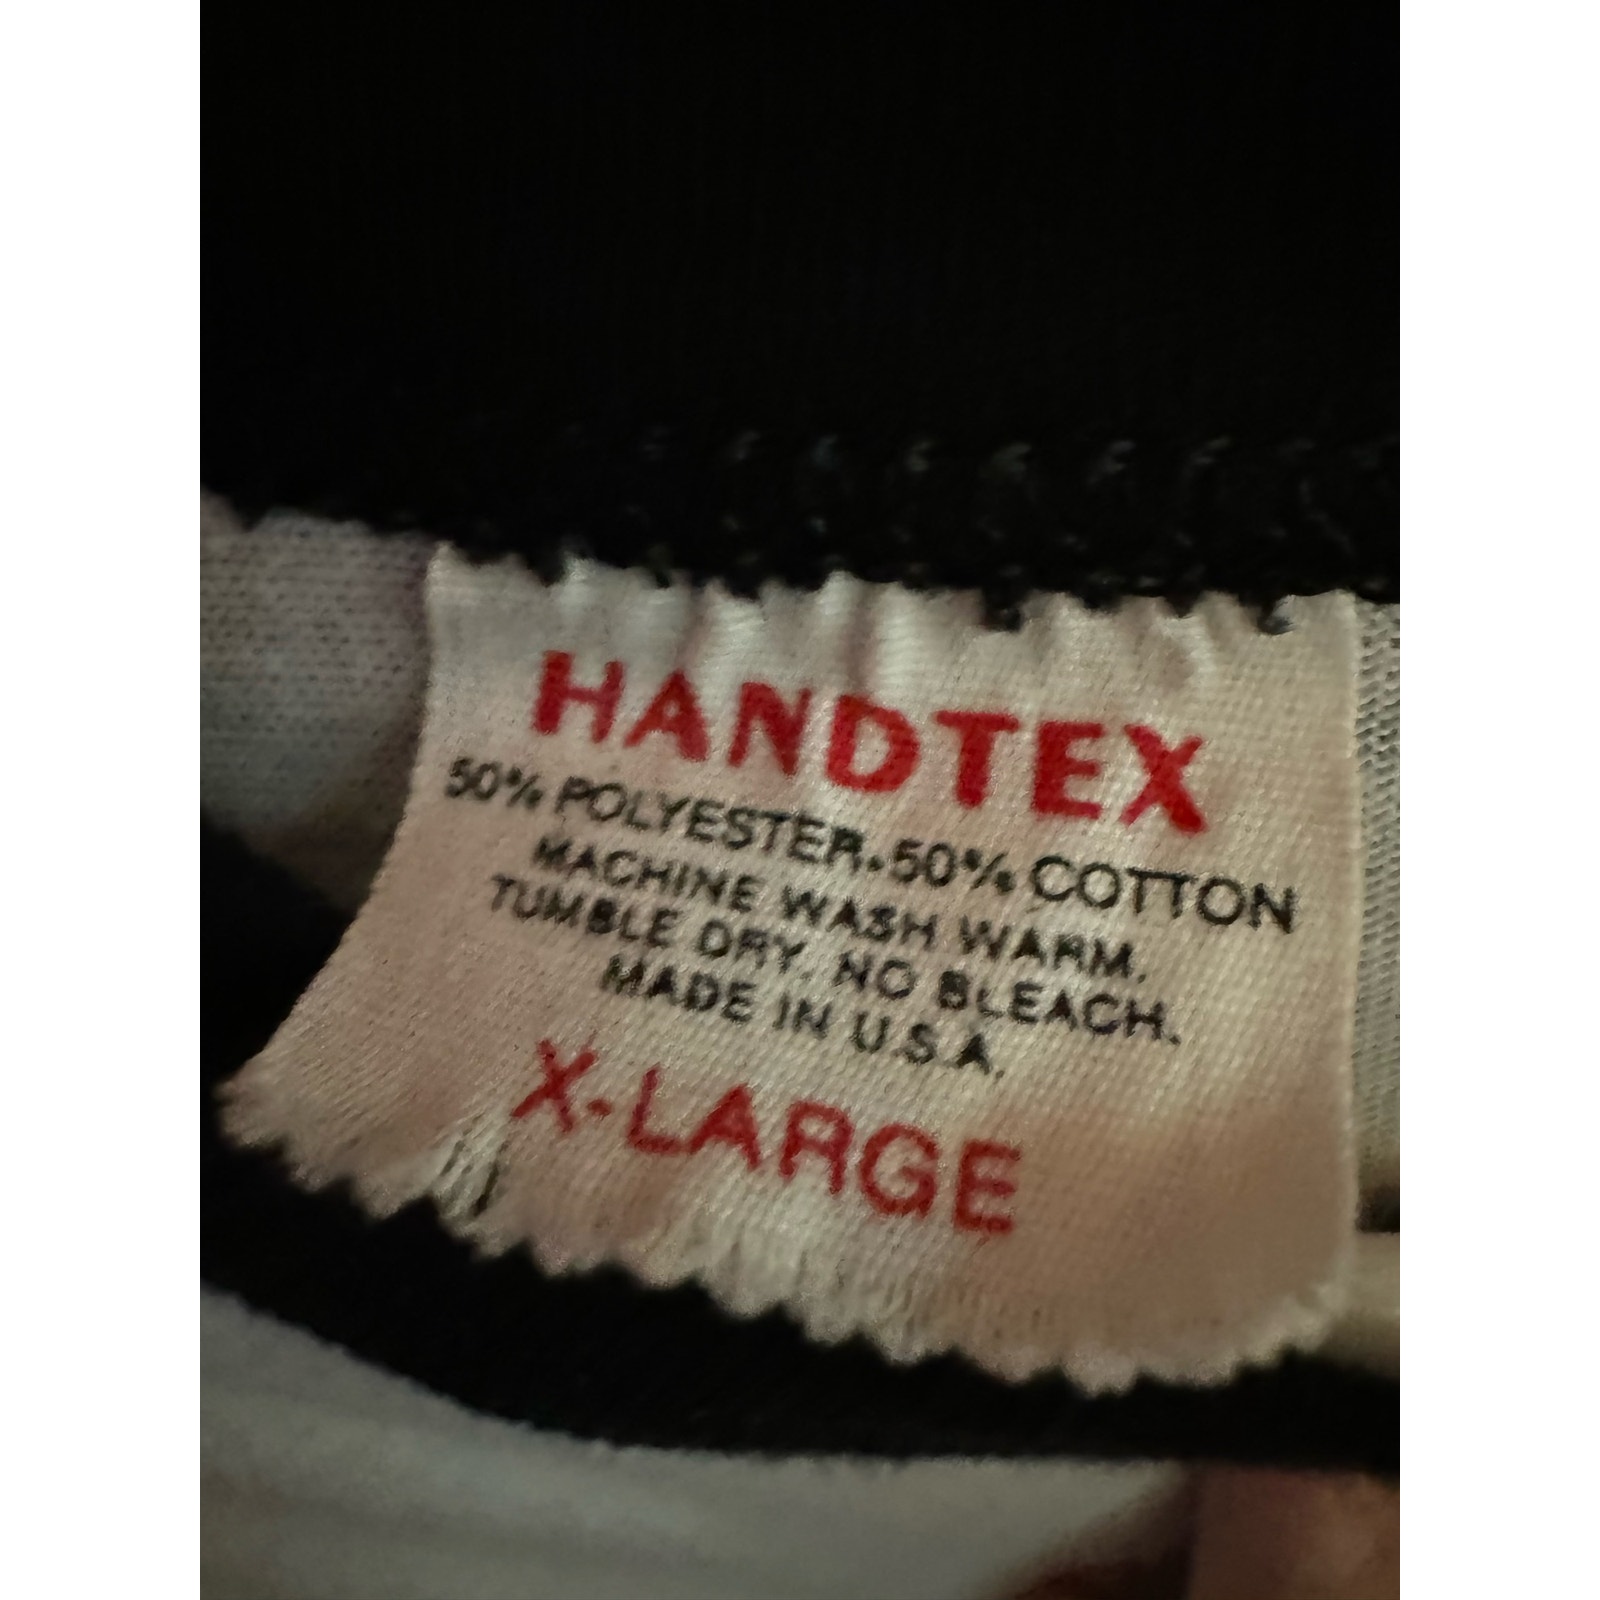 HANDTEX
50% POLYESTER. 50% COTTON
MACHINE WASH WARM.
TUMBLE DRY. NO BLEACH.
MADE IN U.S.A.
X-LARGE